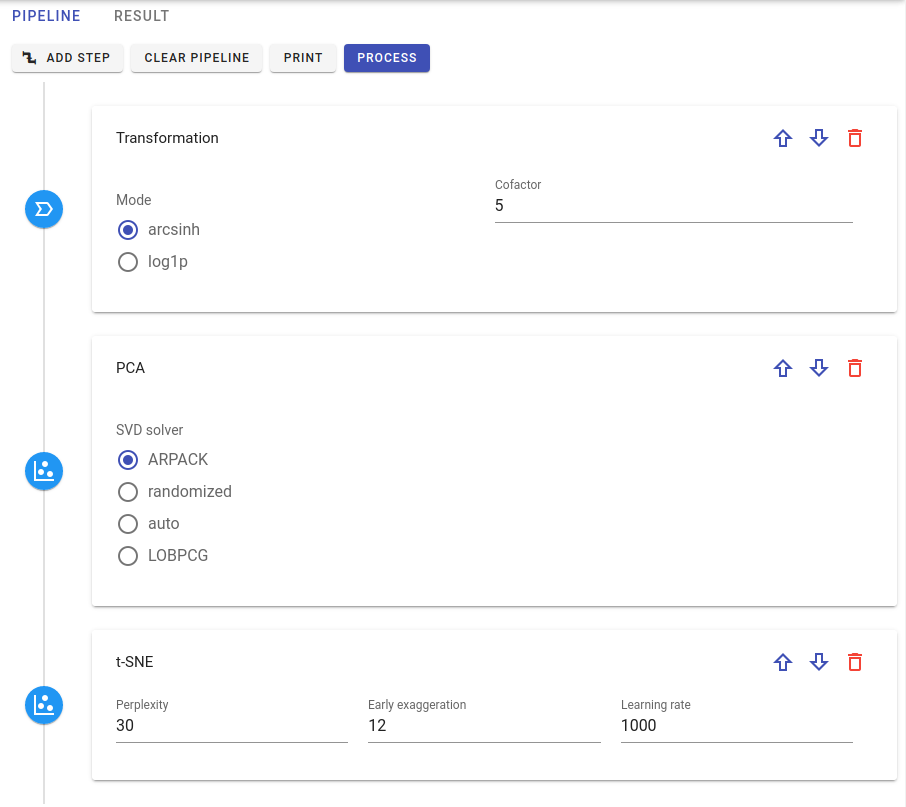 PIPELINE RESULT
ADD STEP CLEAR PIPELINE PRINT PROCESS
Transformation
Mode
arcsinh
log1p
Cofactor
5
PCA
SVD solver
ARPACK
randomized
auto
LOBPCG
t-SNE
Perplexity Early exaggeration Learning rate
30 12 1000